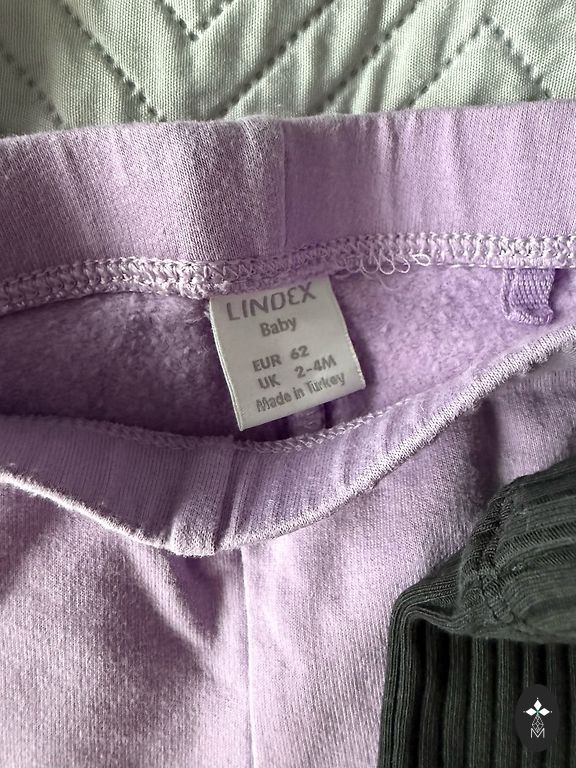 LINDEX
Baby
EUR 62
UK 2-4M
Made in Turkey